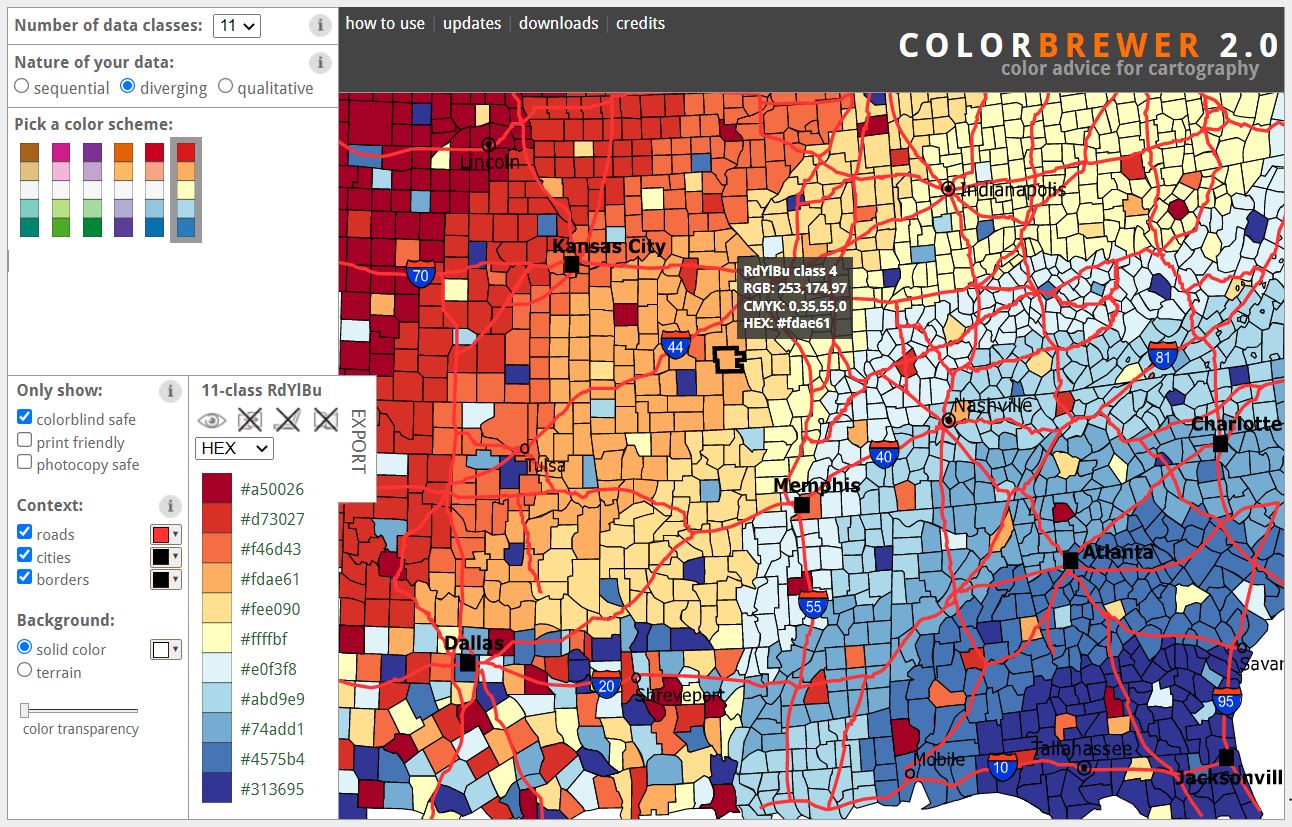 Number of data classes: 11
i
how to use | updates | downloads | credits
COLORBREWER 2.0
color advice for cartography
Nature of your data:
i
sequential diverging qualitative
Pick a color scheme:
Lincoln
Indianapolis
Kansas City
70
RdYlBu class 4
RGB: 253,174,97
CMYK: 0,35,55,0
HEX: #fdae61
44
81
Only show:
i
colorblind safe
print friendly
photocopy safe
11-class RdYlBu
HEX
EXPORT
Nashville
Charlotte
40
Tulsa
Memphis
#a50026
#d73027
#f46d43
#fdae61
#fee090
#ffffbf
#e0f3f8
#abd9e9
#74add1
#4575b4
#313695
Context:
i
roads
cities
borders
Background:
solid color
terrain
color transparency
Atlanta
55
Dallas
Savan
20
Shreveport
95
Tallahassee
Mobile
10
Jacksonvill